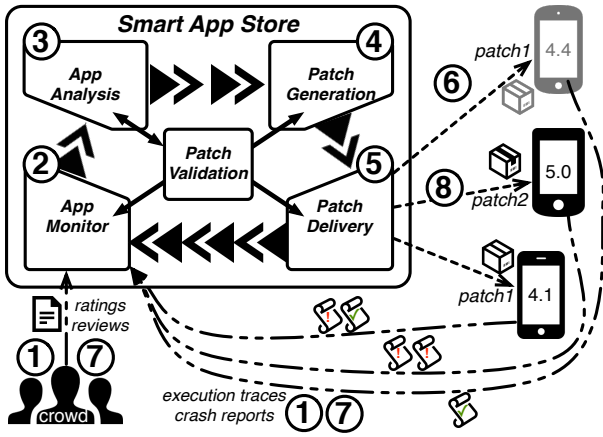 Smart App Store
3
App
Analysis
4
Patch
Generation
Patch
Validation
2
App
Monitor
5
Patch
Delivery
6
patch1
4.4
8
5.0
patch2
patch1
4.1
ratings
reviews
1
7
crowd
execution traces
crash reports
1
7